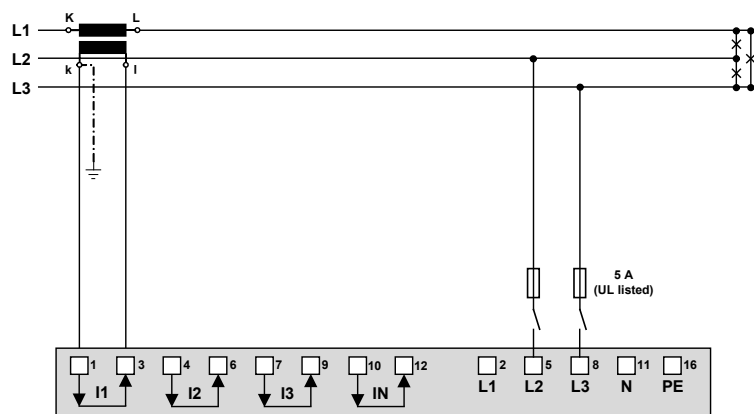 K L
L1
L2
k l
L3
5 A
(UL listed)
1 3 4 6 7 9 10 12 2 5 8 11 16
I1 I2 I3 IN L1 L2 L3 N PE